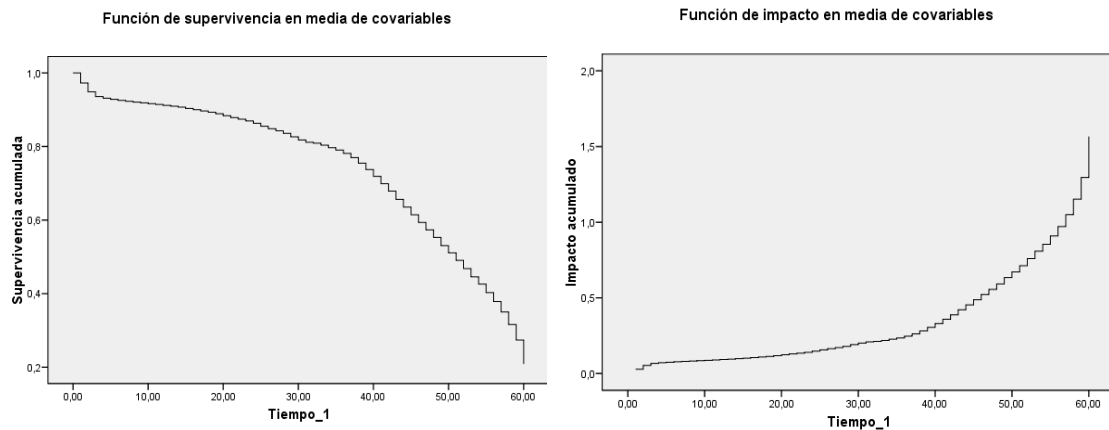 Función de supervivencia en media de covariables
Supervivencia acumulada
1,0
0,8
0,6
0,4
0,2
0,00 10,00 20,00 30,00 40,00 50,00 60,00
Tiempo_1
Función de impacto en media de covariables
Impacto acumulado
2,0
1,5
1,0
0,5
0,0
0,00 10,00 20,00 30,00 40,00 50,00 60,00
Tiempo_1